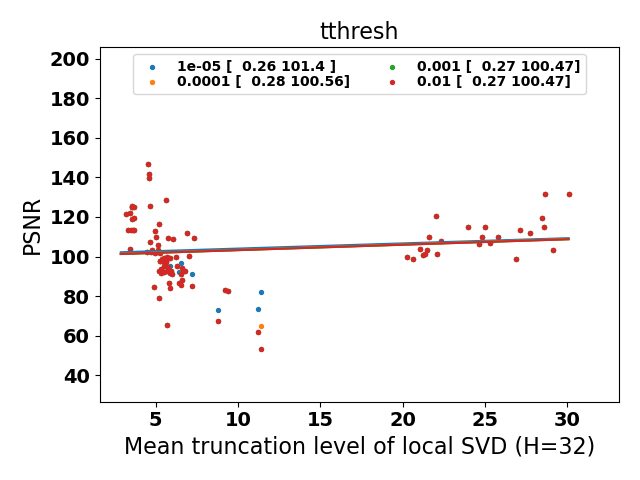 tthresh
1e-05 [ 0.26 101.4 ]
0.0001 [ 0.28 100.56]
0.001 [ 0.27 100.47]
0.01 [ 0.27 100.47]
200
180
160
140
120
100
80
60
40
PSNR
5 10 15 20 25 30
Mean truncation level of local SVD (H=32)